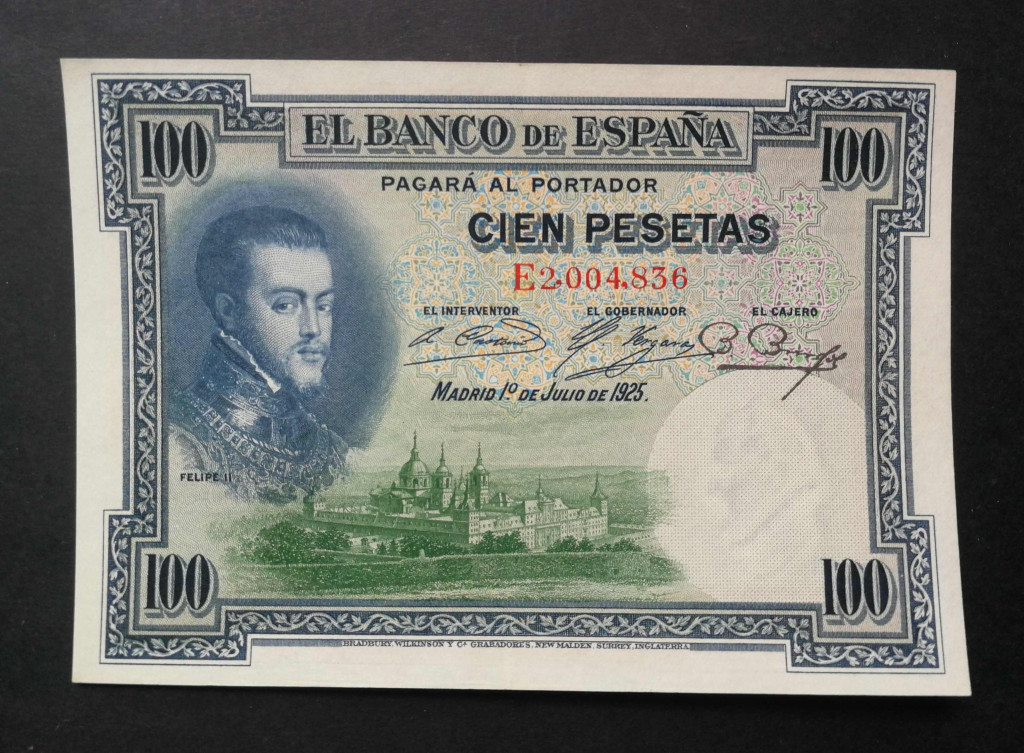 100 100
EL BANCO DE ESPAÑA
PAGARÁ AL PORTADOR
CIEN PESETAS
E2.004.836
EL INTERVENTOR EL GOBERNADOR EL CAJERO
MADRID 1º DE JULIO DE 1925.
FELIPE II
100 100
BRADBURY, WILKINSON Y Cª GRABADORES, NEW MALDEN, SURREY, INGLATERRA.